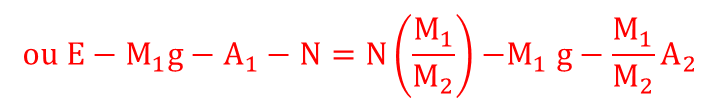 ou E − M₁g − A₁ − N = N (M₁/M₂) −M₁ g − M₁/M₂ A₂